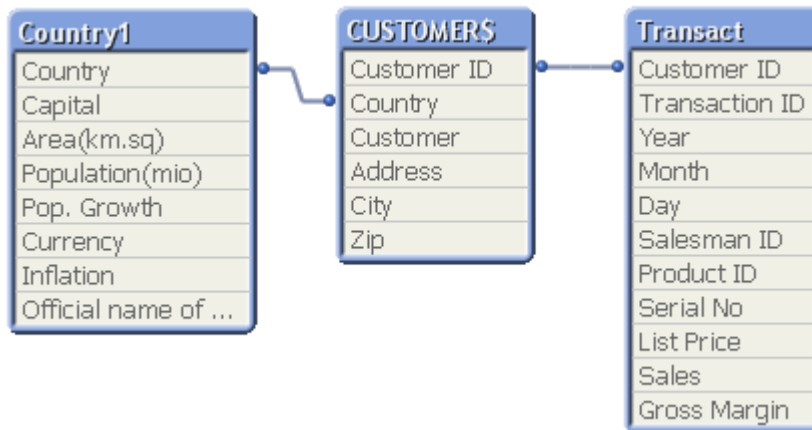 Country1
Country
Capital
Area(km.sq)
Population(mio)
Pop. Growth
Currency
Inflation
Official name of ...
CUSTOMER$
Customer ID
Country
Customer
Address
City
Zip
Transact
Customer ID
Transaction ID
Year
Month
Day
Salesman ID
Product ID
Serial No
List Price
Sales
Gross Margin